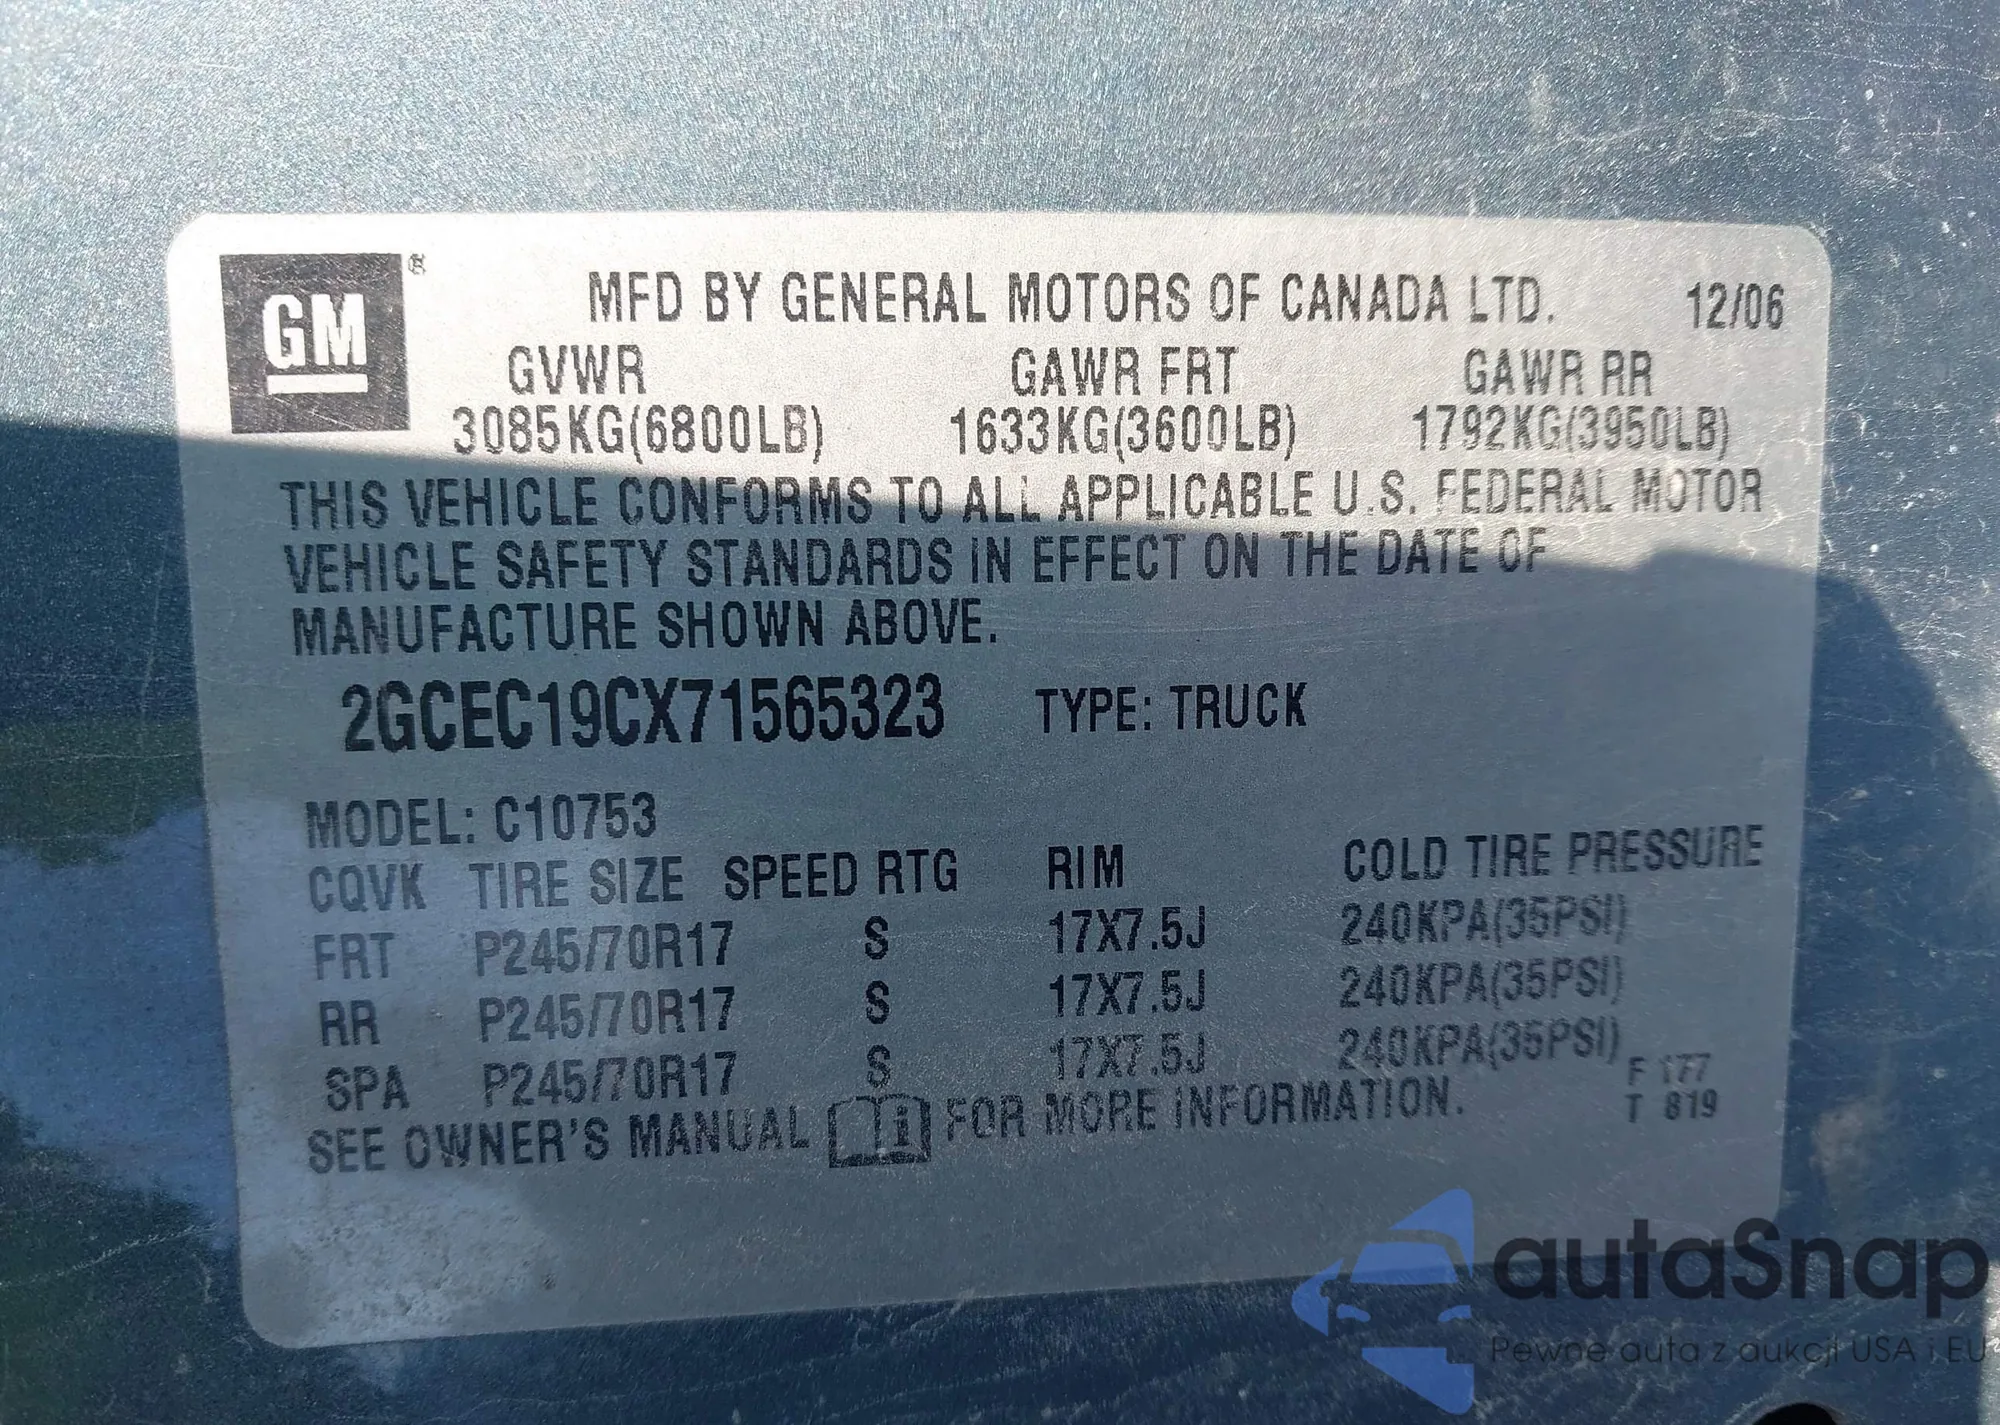 GM®
MFD BY GENERAL MOTORS OF CANADA LTD. 12/06
GVWR GAWR FRT GAWR RR
3085KG(6800LB) 1633KG(3600LB) 1792KG(3950LB)
THIS VEHICLE CONFORMS TO ALL APPLICABLE U.S. FEDERAL MOTOR
VEHICLE SAFETY STANDARDS IN EFFECT ON THE DATE OF
MANUFACTURE SHOWN ABOVE.
2GCEC19CX71565323 TYPE: TRUCK
MODEL: C10753
CQVK TIRE SIZE SPEED RTG RIM COLD TIRE PRESSURE
FRT P245/70R17 S 17X7.5J 240KPA(35PSI)
RR P245/70R17 S 17X7.5J 240KPA(35PSI)
SPA P245/70R17 S 17X7.5J 240KPA(35PSI)
F 177
SEE OWNER'S MANUAL FOR MORE INFORMATION. T 819
autaSnap
Pewne auta z aukcji USA i EU